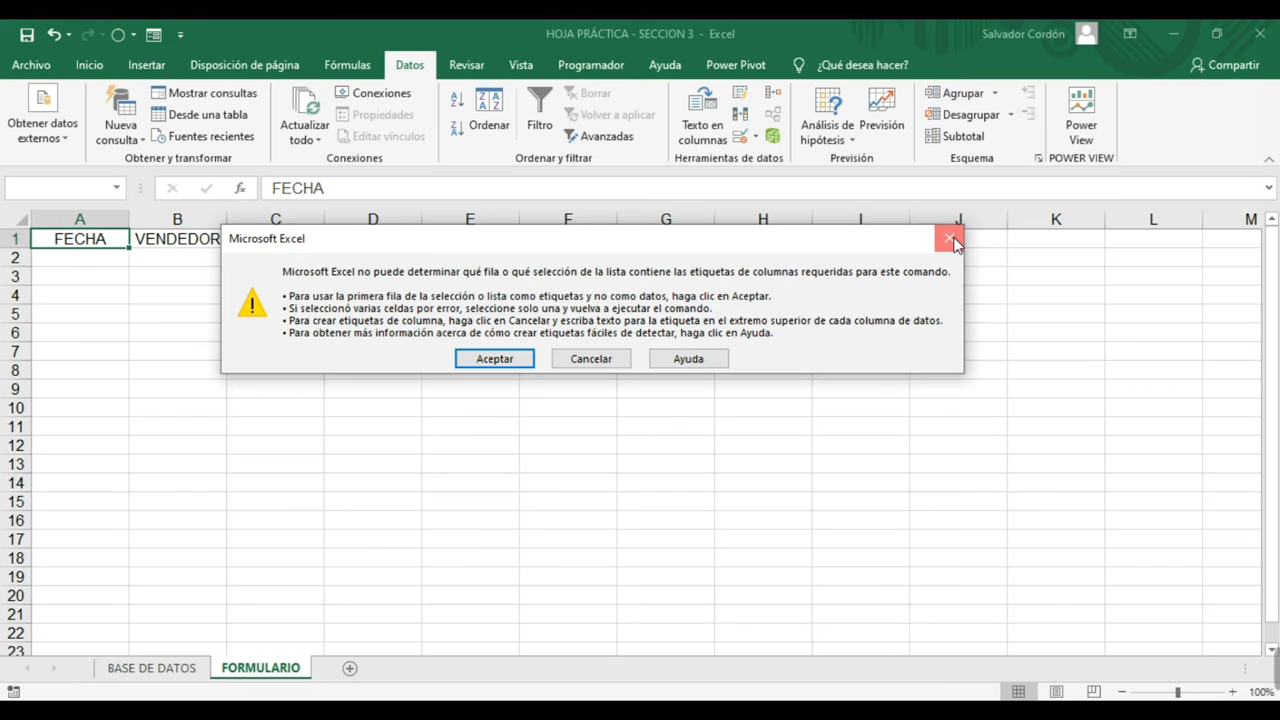 HOJA PRÁCTICA - SECCION 3 - Excel
Salvador Cordón
Archivo Inicio Insertar Disposición de página Fórmulas Datos Revisar Vista Programador Ayuda Power Pivot ¿Qué desea hacer? Compartir
Obtener datos externos
Nueva consulta
Mostrar consultas
Desde una tabla
Fuentes recientes
Obtener y transformar
Actualizar todo
Conexiones
Propiedades
Editar vínculos
Conexiones
Ordenar
Filtro
Borrar
Volver a aplicar
Avanzadas
Ordenar y filtrar
Texto en columnas
Herramientas de datos
Análisis de hipótesis
Previsión
Previsión
Agrupar
Desagrupar
Subtotal
Esquema
Power View
POWER VIEW
fx FECHA
A B C D E F G H I J K L M
1 FECHA VENDEDOR
Microsoft Excel
Microsoft Excel no puede determinar qué fila o qué selección de la lista contiene las etiquetas de columnas requeridas para este comando.
• Para usar la primera fila de la selección o lista como etiquetas y no como datos, haga clic en Aceptar.
• Si seleccionó varias celdas por error, seleccione solo una y vuelva a ejecutar el comando.
• Para crear etiquetas de columna, haga clic en Cancelar y escriba texto para la etiqueta en el extremo superior de cada columna de datos.
• Para obtener más información acerca de cómo crear etiquetas fáciles de detectar, haga clic en Ayuda.
Aceptar Cancelar Ayuda
2
3
4
5
6
7
8
9
10
11
12
13
14
15
16
17
18
19
20
21
22
23
BASE DE DATOS FORMULARIO
100%